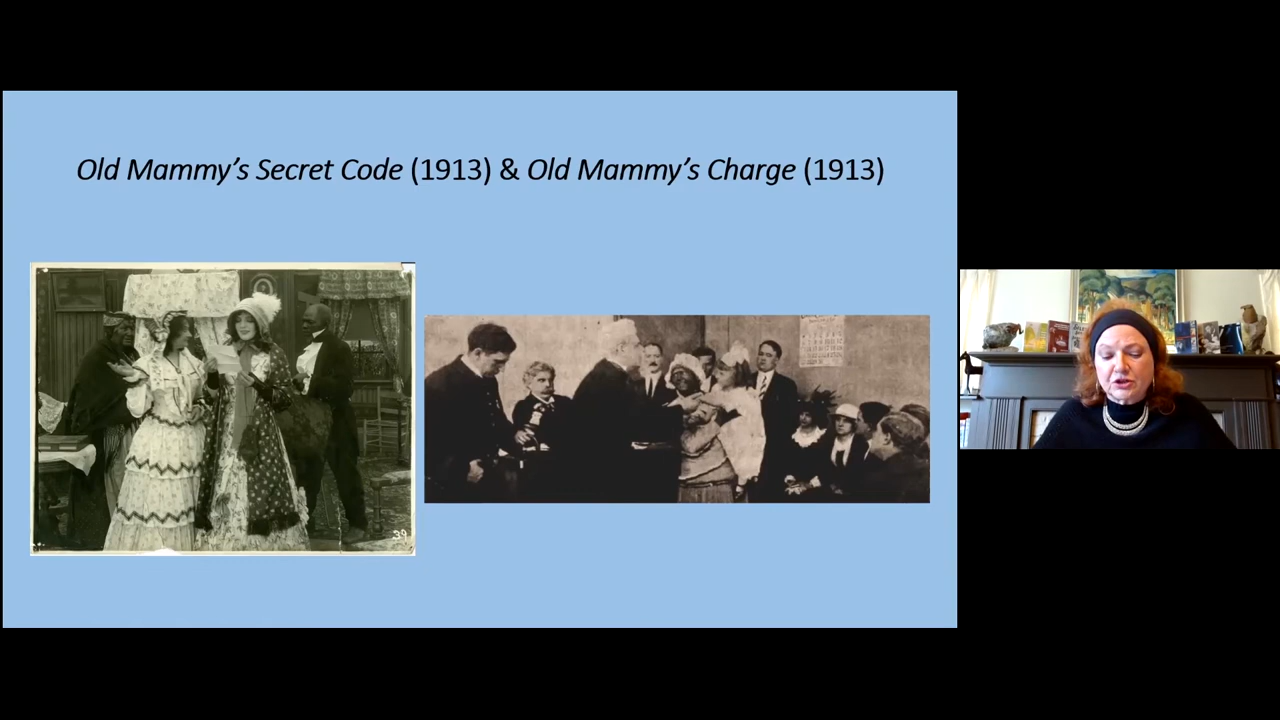 Old Mammy’s Secret Code (1913) & Old Mammy’s Charge (1913)
39